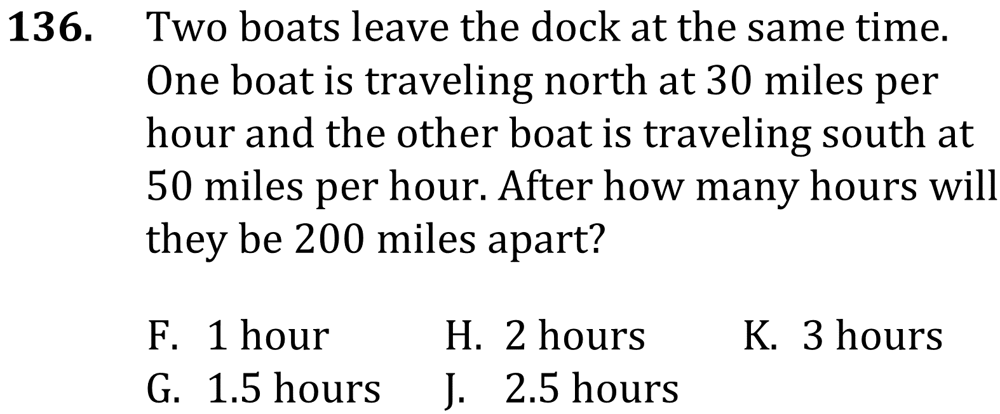 136. Two boats leave the dock at the same time.
One boat is traveling north at 30 miles per
hour and the other boat is traveling south at
50 miles per hour. After how many hours will
they be 200 miles apart?
F. 1 hour H. 2 hours K. 3 hours
G. 1.5 hours J. 2.5 hours